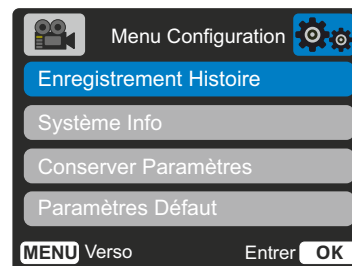 Menu Configuration
Enregistrement Histoire
Système Info
Conserver Paramètres
Paramètres Défaut
MENU Verso Entrer OK